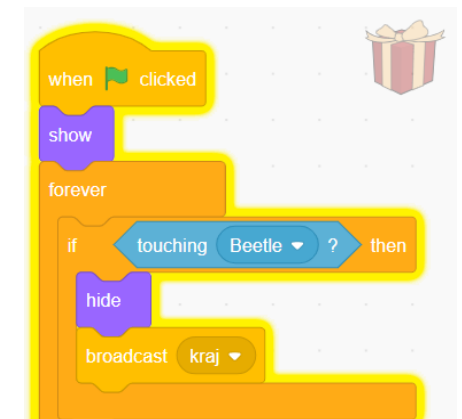 when clicked
show
forever
if touching Beetle ? then
hide
broadcast kraj